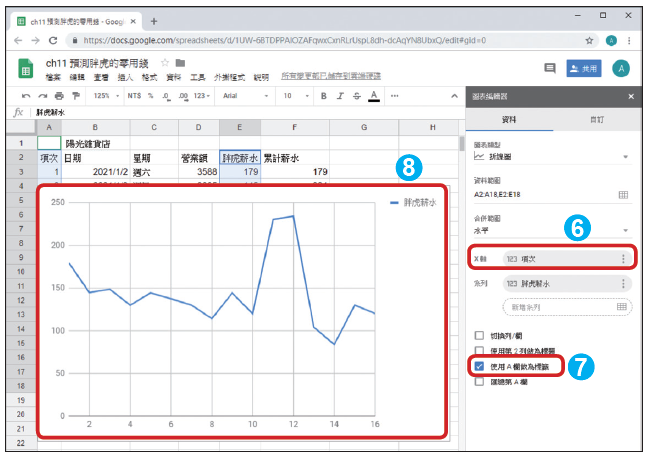 ch11 預測胖虎的零用錢 - Googl
https://docs.google.com/spreadsheets/d/1UW-6BTDPPAIOZAFqwxCxnRLrUspL8dh-dcAqYN8UbxQ/edit#gid=0
A
ch11 預測胖虎的零用錢
檔案 編輯 查看 插入 格式 資料 工具 外掛程式 說明 所有變更都已儲存到雲端硬碟
共用 A
125% NT$ % .0 .00 123 Arial 10 B I S A
fx 胖虎薪水
A B C D E F G H
1 陽光雜貨店
2 項次 日期 星期 營業額 胖虎薪水 累計薪水
3 1 2021/1/2 週六 3588 179 179
4
5
6
7
8
9
10
11
12
13
14
15
16
17
18
19
20
21
22
胖虎薪水
250
200
150
100
50
0
2 4 6 8 10 12 14 16
8
圖表編輯器
資料 自訂
圖表類型
折線圖
資料範圍
A2:A18,E2:E18
合併範圍
水平
6
X 軸 123 項次
系列 123 胖虎薪水
新增系列
切換列/欄
使用第 2 列做為標題
使用 A 欄做為標籤
7
匯總第 A 欄